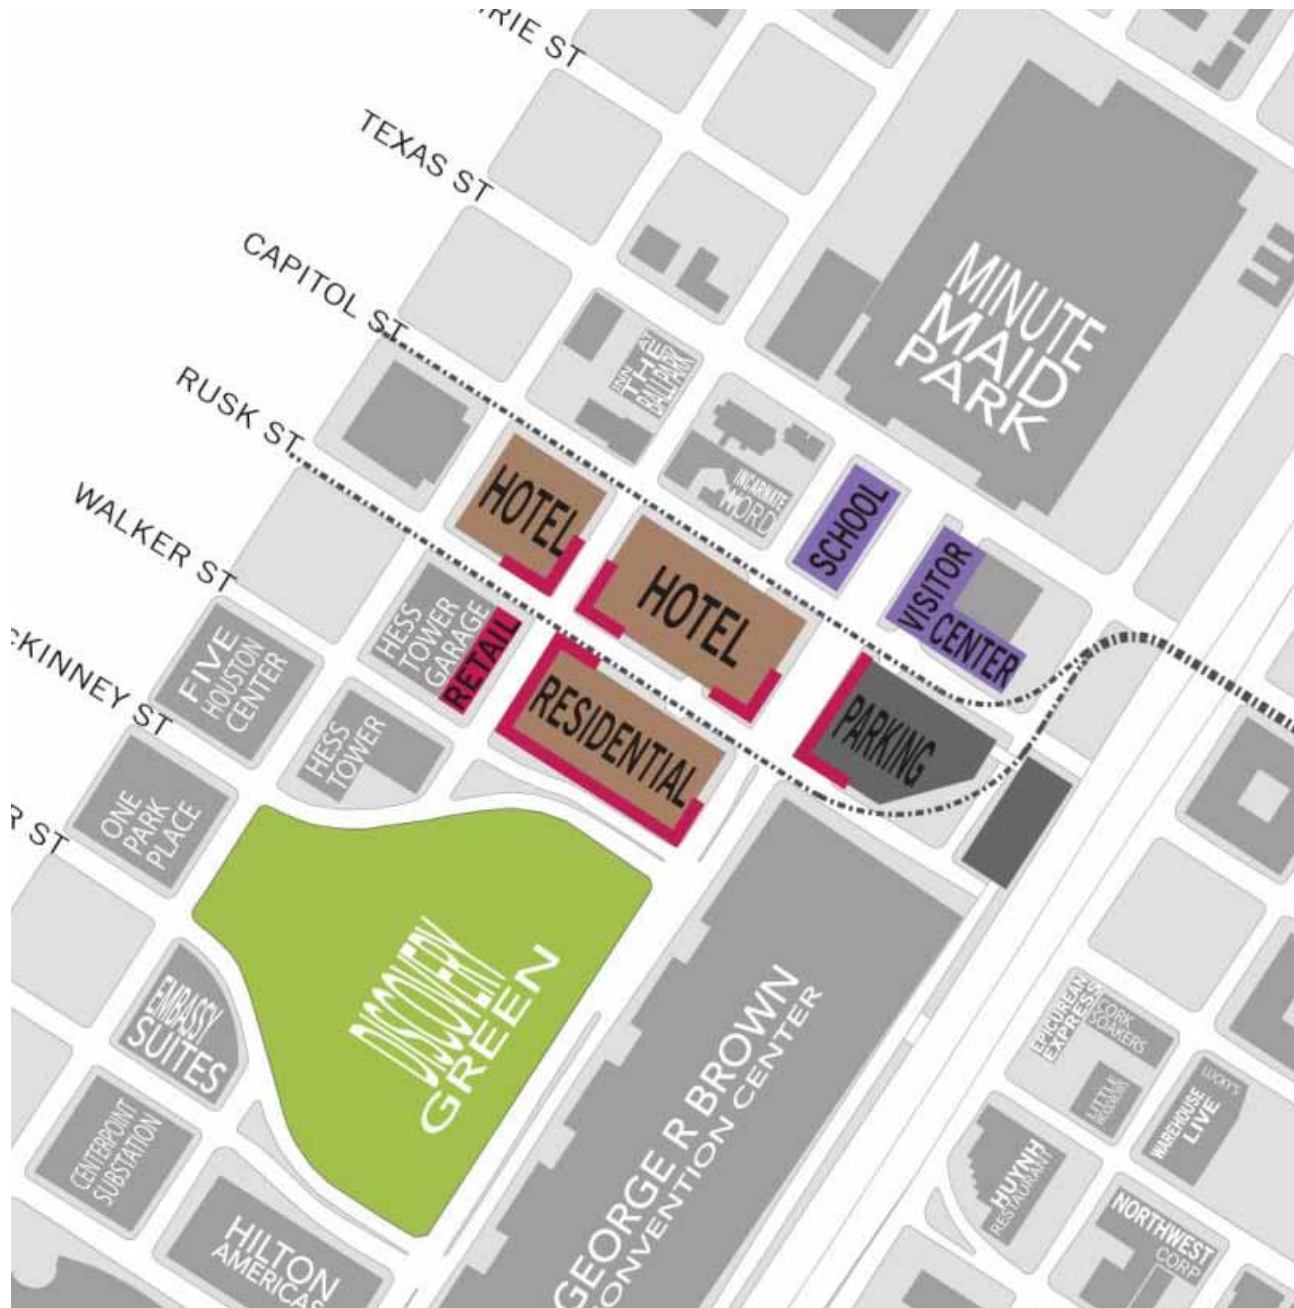 RIE ST
TEXAS ST
CAPITOL ST
RUSK ST
WALKER ST
cKINNEY ST
R ST
MINUTE
MAID
PARK
INN
THE
BALLPARK
INCARNATE
WORD
SCHOOL
VISITOR
CENTER
HOTEL
HOTEL
HESS
TOWER
GARAGE
RETAIL
RESIDENTIAL
PARKING
FIVE
HOUSTON
CENTER
HESS
TOWER
ONE
PARK
PLACE
DISCOVERY
GREEN
EMBASSY
SUITES
CENTERPOINT
SUBSTATION
HILTON
AMERICAS
GEORGE R BROWN
CONVENTION CENTER
EPICUREAN
EXPRESS
CORK
SOAKERS
LITTLE
LUCKY'S
WAREHOUSE
LIVE
HUYNH
RESTAURANT
NORTHWEST
CORP